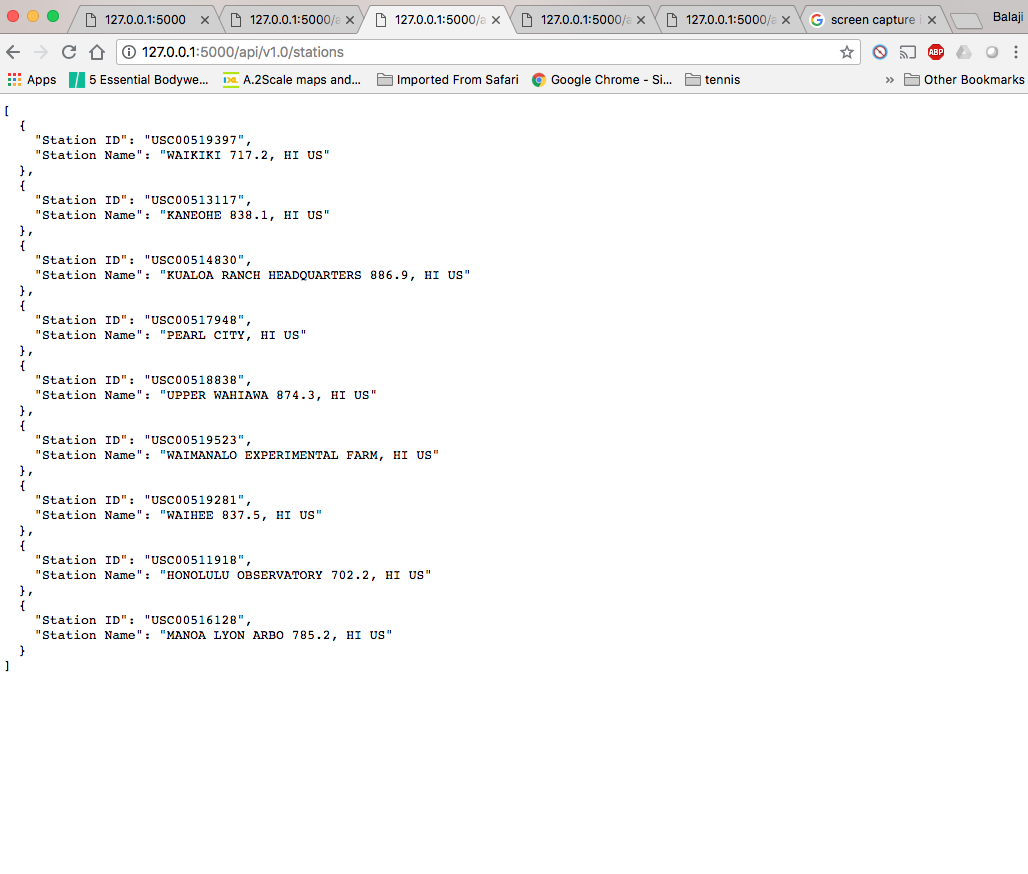 127.0.0.1:5000
127.0.0.1:5000/a
127.0.0.1:5000/a
127.0.0.1:5000/a
127.0.0.1:5000/a
screen capture i
Balaji
127.0.0.1:5000/api/v1.0/stations
ABP
Apps
5 Essential Bodywe...
IXL
A.2Scale maps and...
Imported From Safari
Google Chrome - Si...
tennis
»
Other Bookmarks
[
  {
    "Station ID": "USC00519397",
    "Station Name": "WAIKIKI 717.2, HI US"
  },
  {
    "Station ID": "USC00513117",
    "Station Name": "KANEOHE 838.1, HI US"
  },
  {
    "Station ID": "USC00514830",
    "Station Name": "KUALOA RANCH HEADQUARTERS 886.9, HI US"
  },
  {
    "Station ID": "USC00517948",
    "Station Name": "PEARL CITY, HI US"
  },
  {
    "Station ID": "USC00518838",
    "Station Name": "UPPER WAHIAWA 874.3, HI US"
  },
  {
    "Station ID": "USC00519523",
    "Station Name": "WAIMANALO EXPERIMENTAL FARM, HI US"
  },
  {
    "Station ID": "USC00519281",
    "Station Name": "WAIHEE 837.5, HI US"
  },
  {
    "Station ID": "USC00511918",
    "Station Name": "HONOLULU OBSERVATORY 702.2, HI US"
  },
  {
    "Station ID": "USC00516128",
    "Station Name": "MANOA LYON ARBO 785.2, HI US"
  }
]